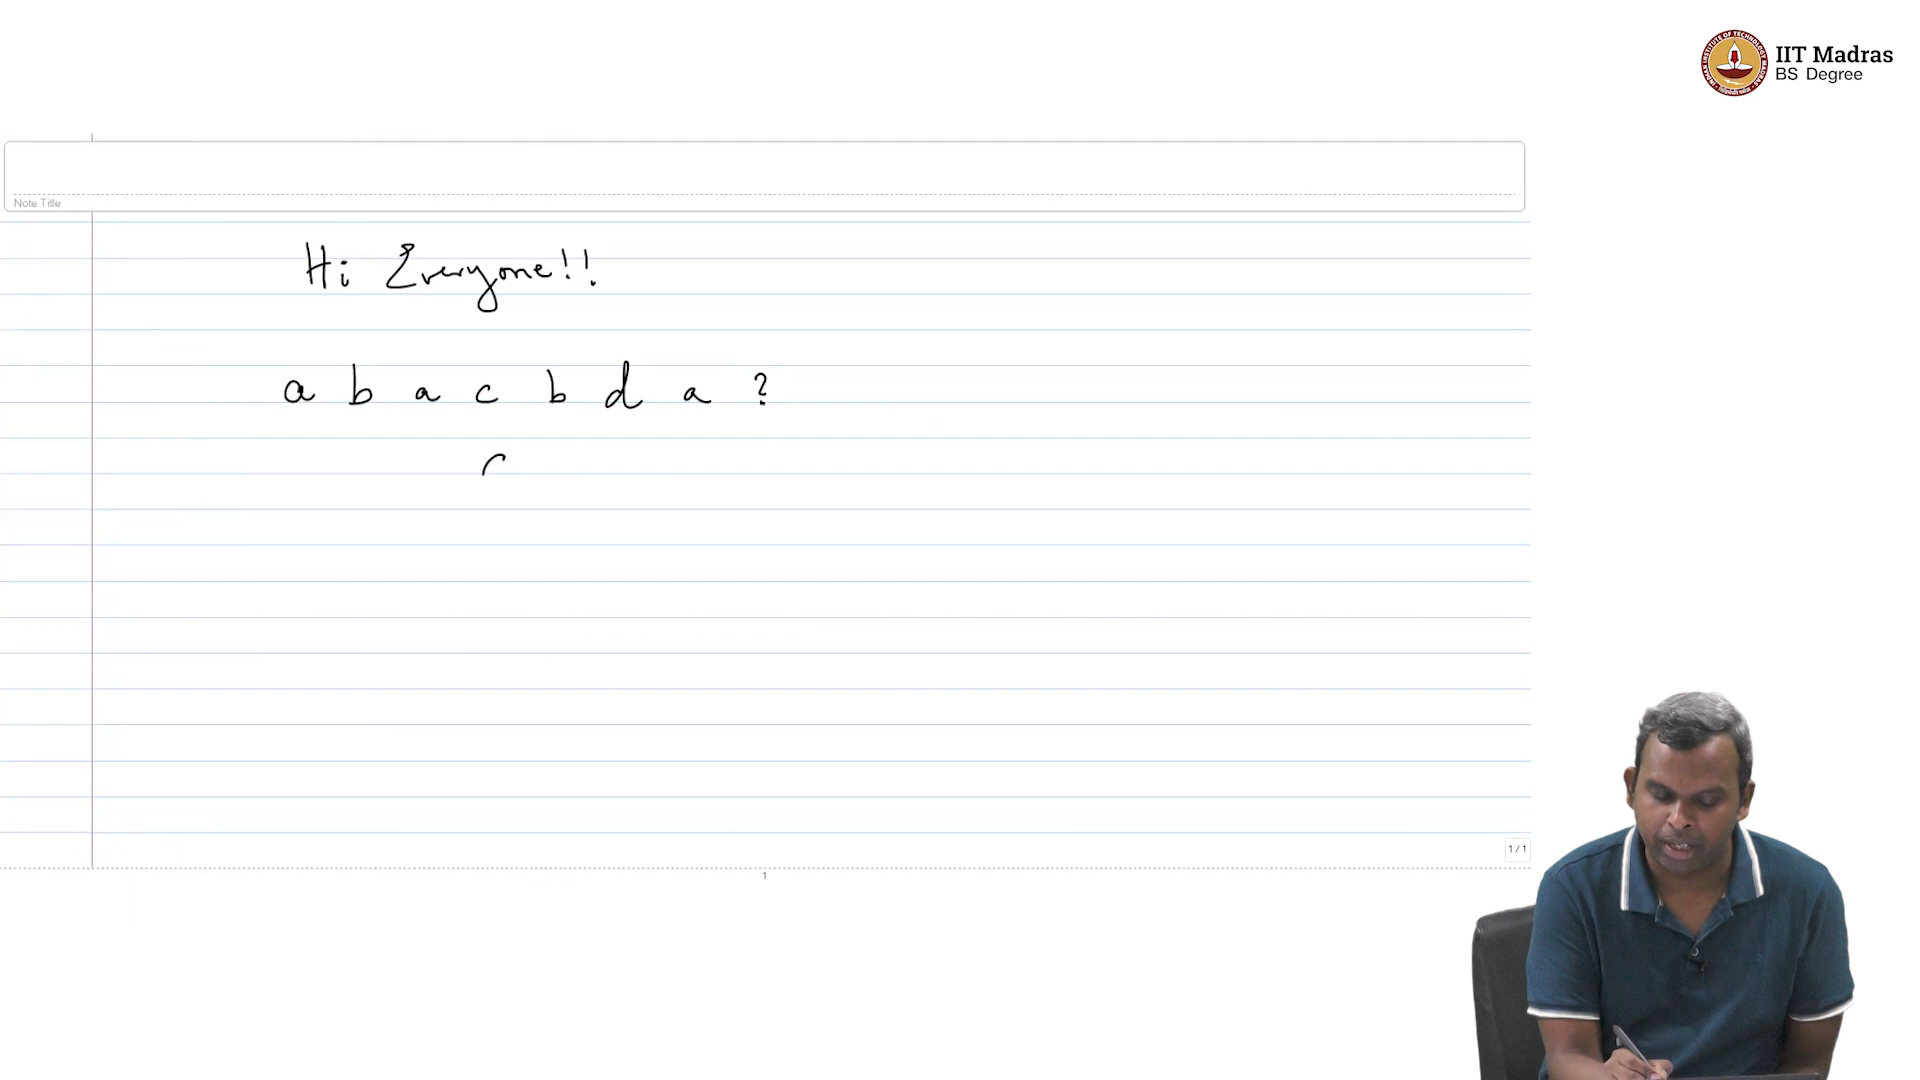 IIT Madras
BS Degree
Note Title
Hi Everyone!!
a b a c b d a ?
1 / 1
1